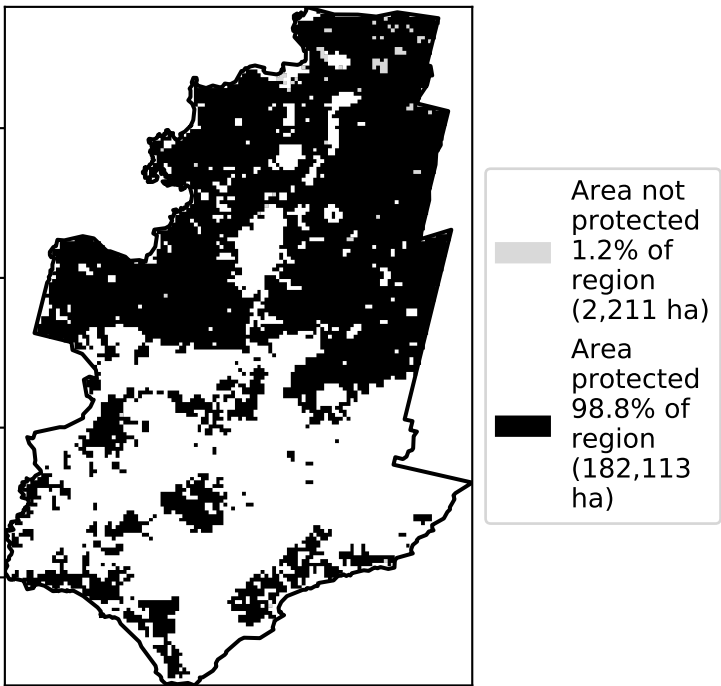 Area not
protected
1.2% of
region
(2,211 ha)
Area
protected
98.8% of
region
(182,113
ha)